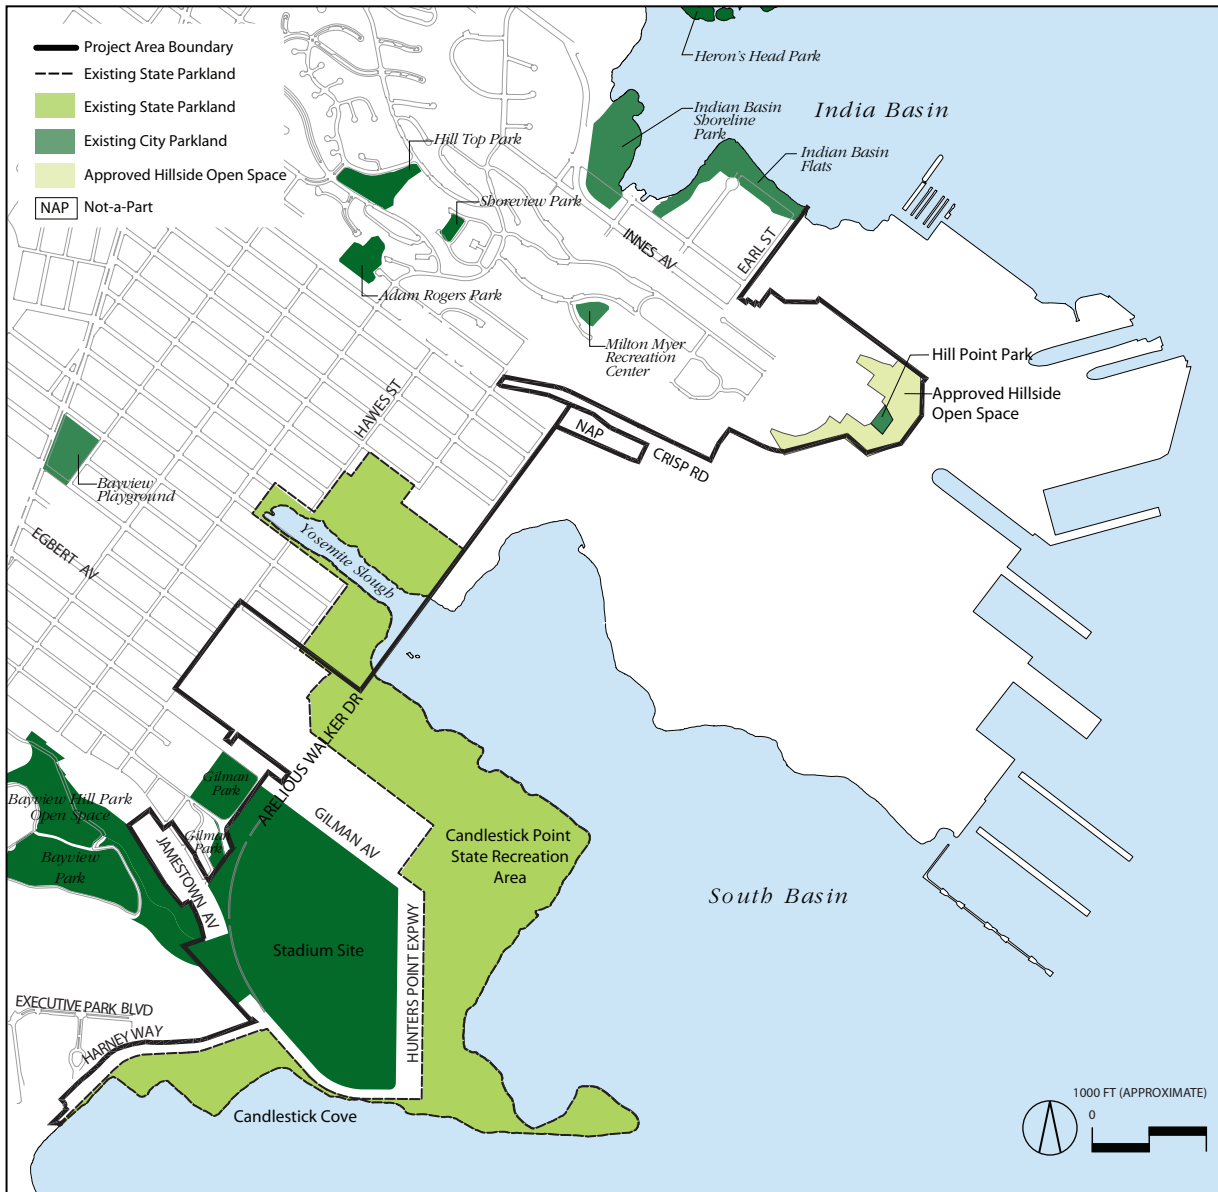 Project Area Boundary
Existing State Parkland
Existing State Parkland
Existing City Parkland
Approved Hillside Open Space
NAP
Not-a-Part
Heron's Head Park
Indian Basin
Shoreline
Park
India Basin
Hill Top Park
Indian Basin
Flats
Shoreview Park
INNES AV
EARL ST
Adam Rogers Park
Milton Myer
Recreation
Center
Hill Point Park
Approved Hillside
Open Space
HAWES ST
NAP
CRISP RD
Bayview
Playground
EGBERT AV
Yosemite Slough
ARELIOUS WALKER DR
Gilman
Park
Bayview Hill Park
Open Space
Gilman
Park
GILMAN AV
JAMESTOWN AV
Bayview
Park
Candlestick Point
State Recreation
Area
South Basin
Stadium Site
HUNTERS POINT EXPWY
EXECUTIVE PARK BLVD
HARNEY WAY
Candlestick Cove
1000 FT (APPROXIMATE)
0